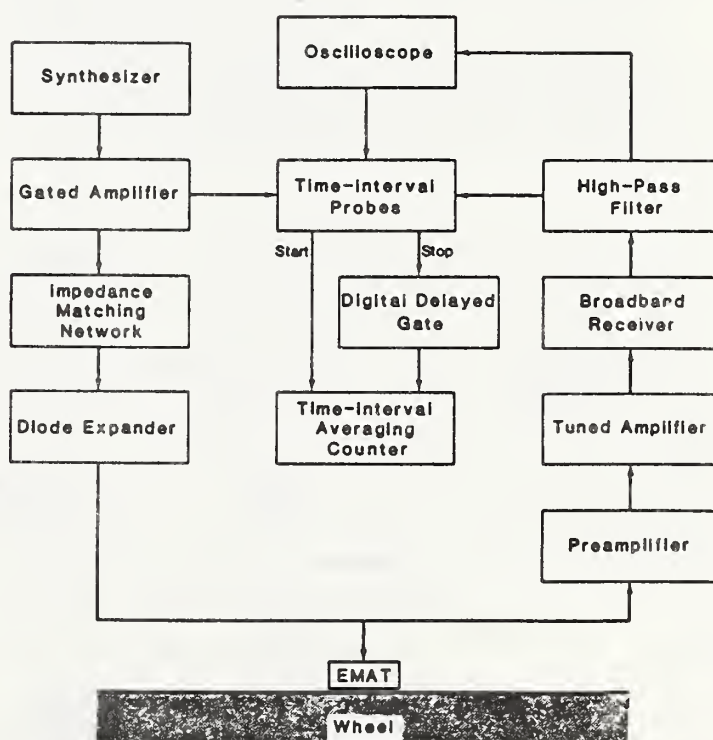 Synthesizer
Oscilloscope
Gated Amplifier
Time-Interval
Probes
High-Pass
Filter
Start
Stop
Impedance
Matching
Network
Digital Delayed
Gate
Broadband
Receiver
Diode Expander
Time-Interval
Averaging
Counter
Tuned Amplifier
Preamplifier
EMAT
Wheel